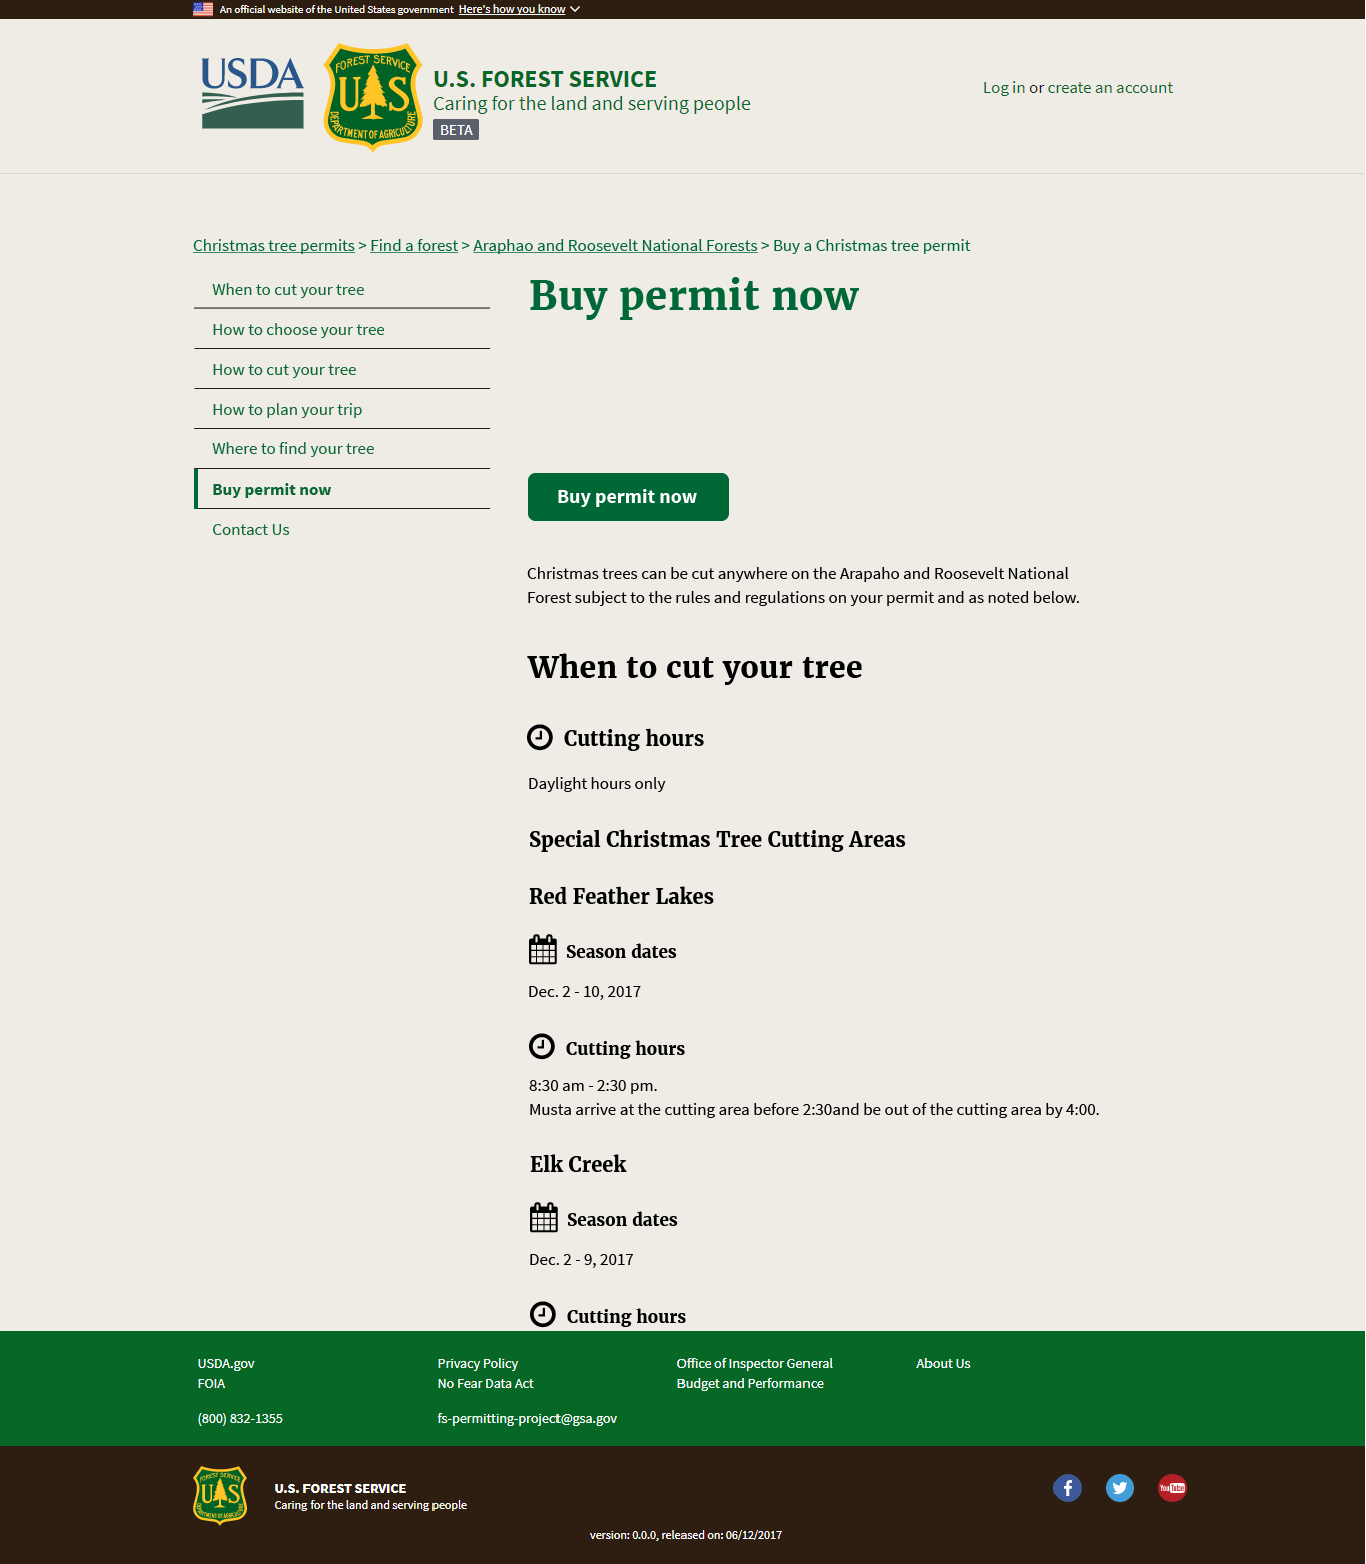 An official website of the United States government Here's how you know
USDA
FOREST SERVICE
U S
DEPARTMENT OF AGRICULTURE
U.S. FOREST SERVICE
Caring for the land and serving people
BETA
Log in or create an account
Christmas tree permits > Find a forest > Araphao and Roosevelt National Forests > Buy a Christmas tree permit
When to cut your tree
How to choose your tree
How to cut your tree
How to plan your trip
Where to find your tree
Buy permit now
Contact Us
Buy permit now
Buy permit now
Christmas trees can be cut anywhere on the Arapaho and Roosevelt National
Forest subject to the rules and regulations on your permit and as noted below.
When to cut your tree
Cutting hours
Daylight hours only
Special Christmas Tree Cutting Areas
Red Feather Lakes
Season dates
Dec. 2 - 10, 2017
Cutting hours
8:30 am - 2:30 pm.
Musta arrive at the cutting area before 2:30and be out of the cutting area by 4:00.
Elk Creek
Season dates
Dec. 2 - 9, 2017
Cutting hours
USDA.gov
FOIA
(800) 832-1355
Privacy Policy
No Fear Data Act
fs-permitting-project@gsa.gov
Office of Inspector General
Budget and Performance
About Us
FOREST SERVICE
U S
DEPARTMENT OF AGRICULTURE
U.S. FOREST SERVICE
Caring for the land and serving people
YouTube
version: 0.0.0, released on: 06/12/2017